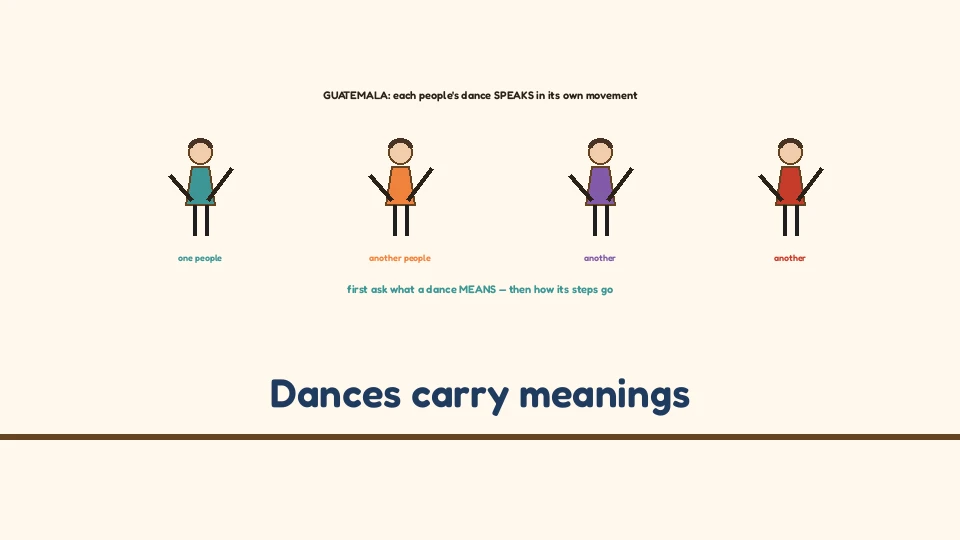 GUATEMALA: each people's dance SPEAKS in its own movement
one people
another people
another
another
first ask what a dance MEANS — then how its steps go
Dances carry meanings